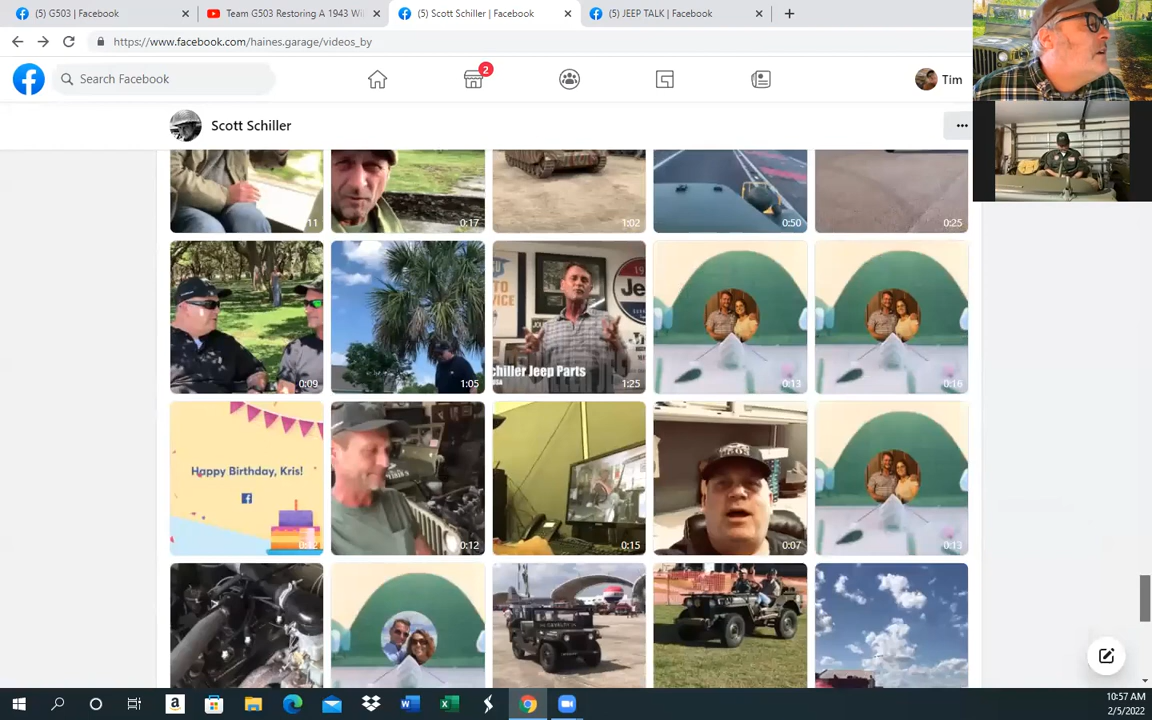 (5) G503 | Facebook
Team G503 Restoring A 1943 Wi
(5) Scott Schiller | Facebook
(5) JEEP TALK | Facebook
https://www.facebook.com/haines.garage/videos_by
Search Facebook
2
Tim
Scott Schiller
11
0:17
1:02
0:50
0:25
0:09
1:05
chiller Jeep Parts
1:25
0:13
0:16
Happy Birthday, Kris!
0:12
0:12
0:15
0:07
0:13
10:57 AM
2/5/2022